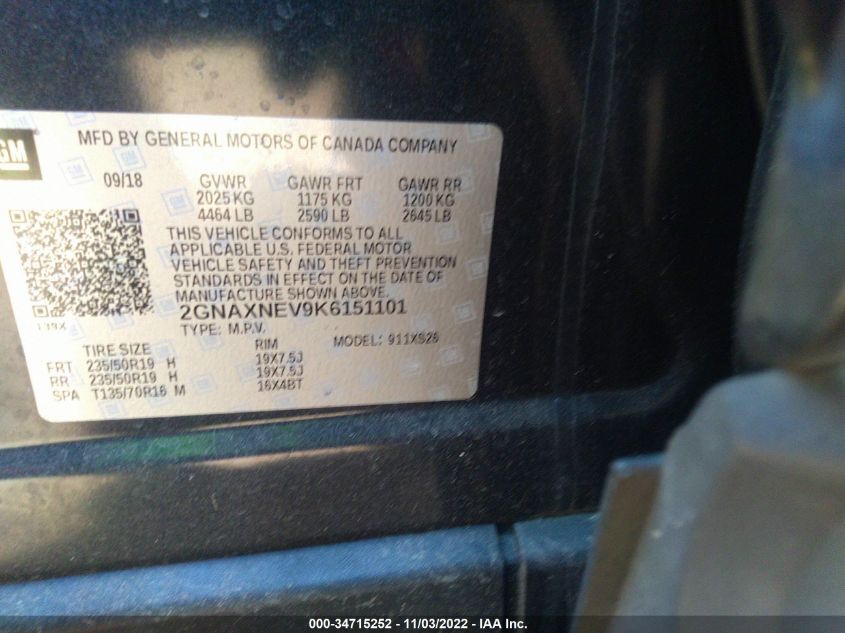 GM
MFD BY GENERAL MOTORS OF CANADA COMPANY
09/18 GVWR GAWR FRT GAWR RR
2025 KG 1175 KG 1200 KG
4464 LB 2590 LB 2645 LB
THIS VEHICLE CONFORMS TO ALL
APPLICABLE U.S. FEDERAL MOTOR
VEHICLE SAFETY AND THEFT PREVENTION
STANDARDS IN EFFECT ON THE DATE OF
MANUFACTURE SHOWN ABOVE.
2GNAXNEV9K6151101
TYPE: M.P.V. MODEL: 911XS26
TIRE SIZE RIM
FRT 235/50R19 H 19X7.5J
RR 235/50R19 H 19X7.5J
SPA T135/70R16 M 16X4BT
000-34715252 - 11/03/2022 - IAA Inc.